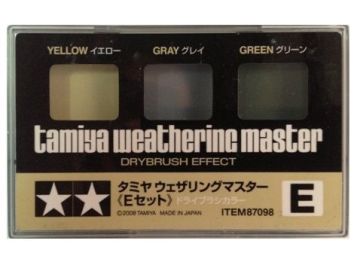 YELLOW イエロー GRAY グレイ GREEN グリーン
tamiya weathering master
DRYBRUSH EFFECT
タミヤ ウェザリングマスター
《Eセット》 ドライブラシカラー
E
©2008 TAMIYA MADE IN JAPAN ITEM87098